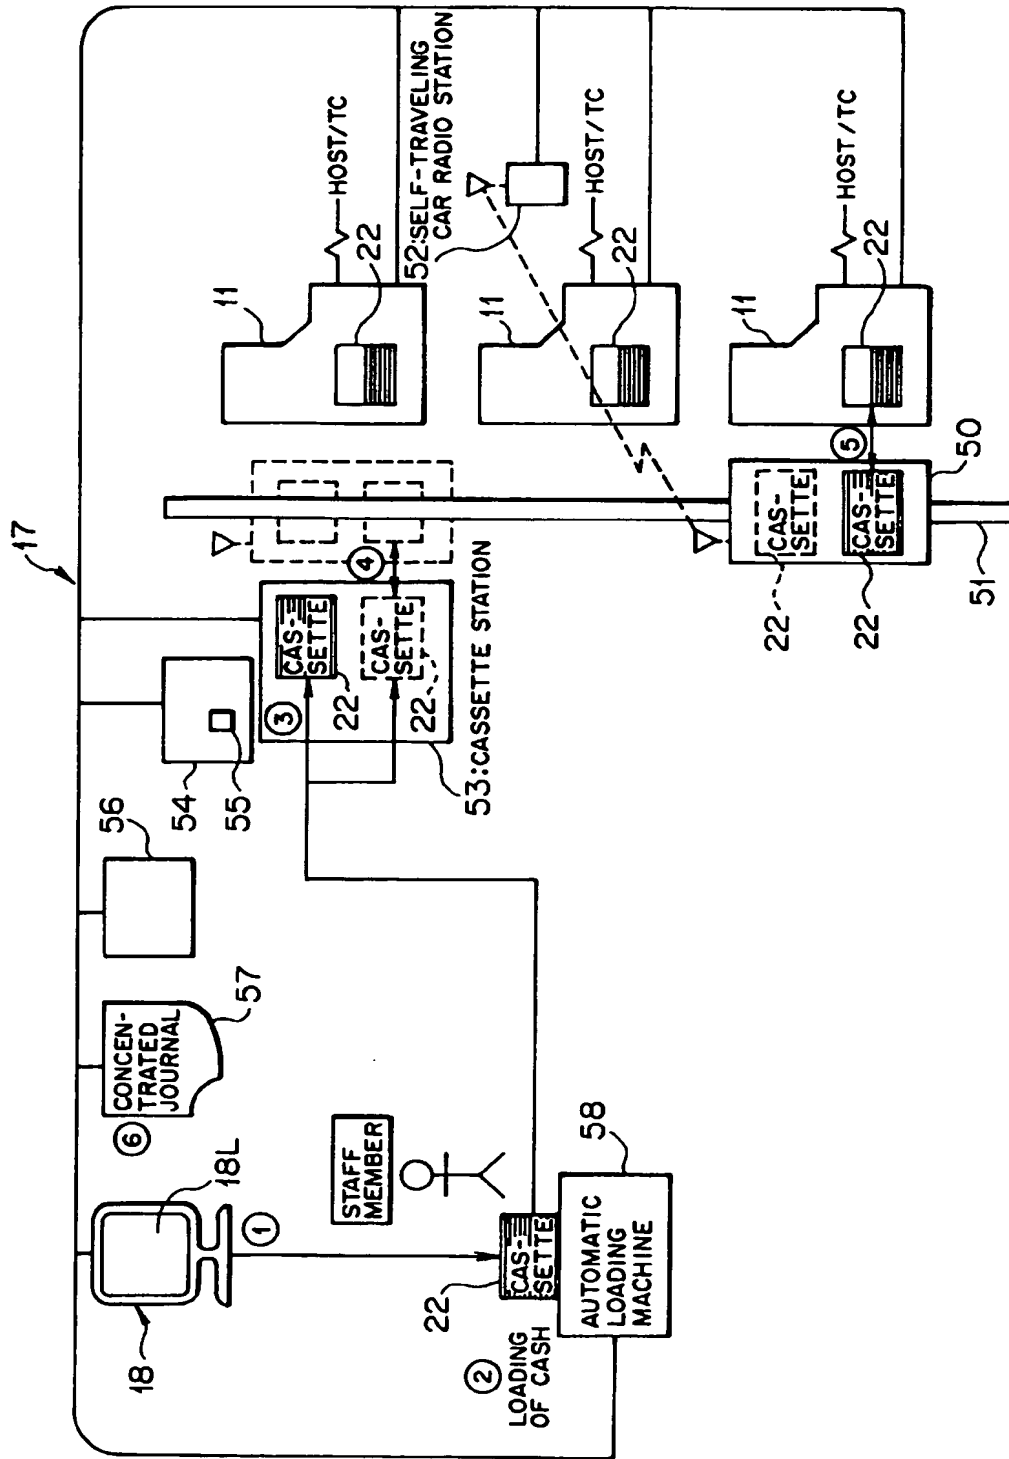 17
18
18L
①
⑥
CONCEN-
TRATED
JOURNAL
57
56
54
55
③
CAS-
SETTE
22
CAS-
SETTE
22
53:CASSETTE STATION
④
STAFF
MEMBER
②
LOADING
OF CASH
22
CAS-
SETTE
AUTOMATIC
LOADING
MACHINE
58
11
22
HOST/TC
52:SELF-TRAVELING
CAR RADIO STATION
11
22
HOST/TC
11
22
HOST/TC
⑤
CAS-
SETTE
22
CAS-
SETTE
22
50
51